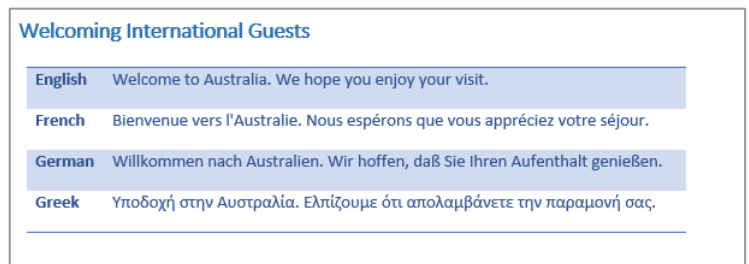 Welcoming International Guests
English Welcome to Australia. We hope you enjoy your visit.
French Bienvenue vers l'Australie. Nous espérons que vous appréciez votre séjour.
German Willkommen nach Australien. Wir hoffen, daß Sie Ihren Aufenthalt genießen.
Greek Υποδοχή στην Αυστραλία. Ελπίζουμε ότι απολαμβάνετε την παραμονή σας.